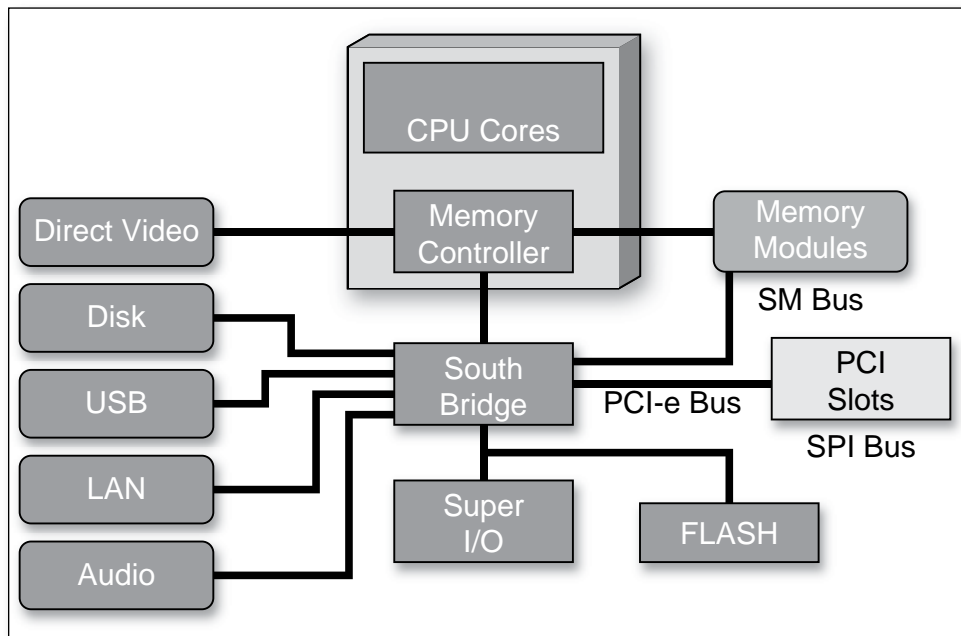 CPU Cores
Direct Video
Memory
Controller
Memory
Modules
SM Bus
Disk
USB
South
Bridge
PCI-e Bus
PCI
Slots
SPI Bus
LAN
Super
I/O
FLASH
Audio